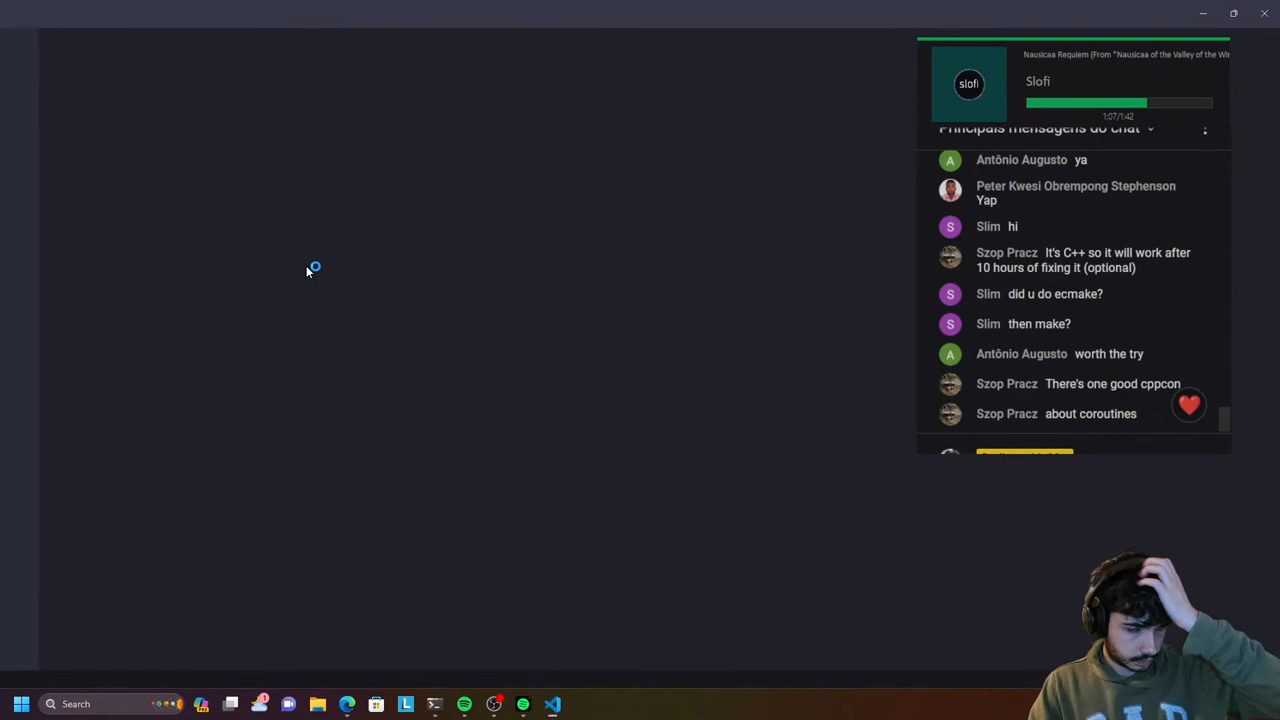 Nausicaa Requiem (From "Nausicaa of the Valley of the Wi
slofi
Slofi
1:07/1:42
Principais mensagens do chat
A Antônio Augusto ya
Peter Kwesi Obrempong Stephenson
Yap
S Slim hi
Szop Pracz It's C++ so it will work after
10 hours of fixing it (optional)
S Slim did u do ecmake?
S Slim then make?
A Antônio Augusto worth the try
Szop Pracz There's one good cppcon
Szop Pracz about coroutines
Search
1
L
GAP